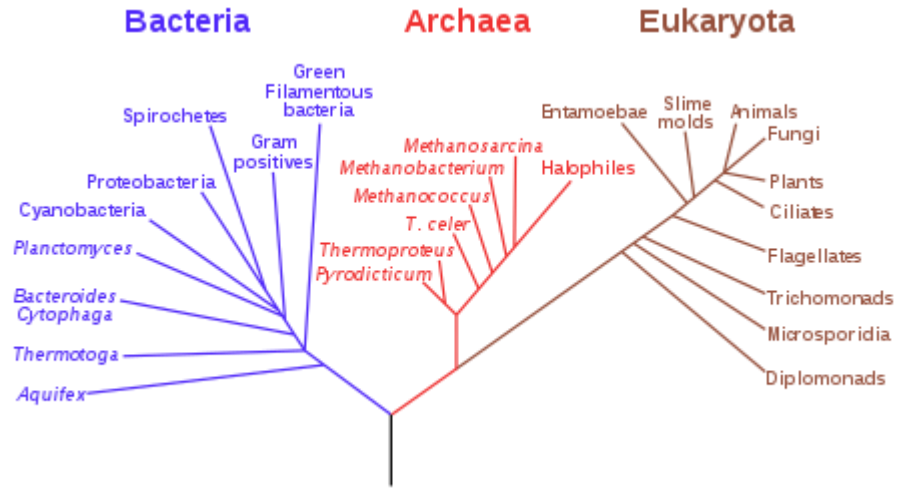 Bacteria
Archaea
Eukaryota
Green
Filamentous
bacteria
Spirochetes
Gram
positives
Proteobacteria
Cyanobacteria
Planctomyces
Bacteroides
Cytophaga
Thermotoga
Aquifex
Methanosarcina
Methanobacterium
Halophiles
Methanococcus
T. celer
Thermoproteus
Pyrodicticum
Entamoebae
Slime
molds
Animals
Fungi
Plants
Ciliates
Flagellates
Trichomonads
Microsporidia
Diplomonads